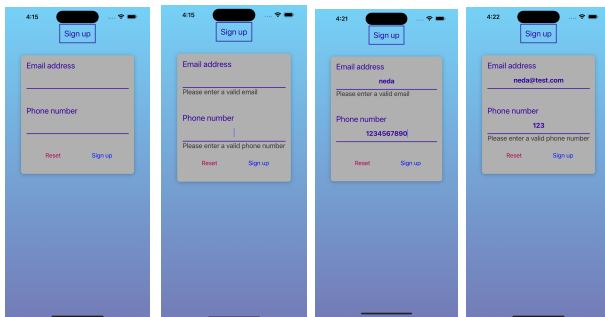 4:15
Sign up
Email address
Phone number
Reset Sign up
4:15
Sign up
Email address
Please enter a valid email
Phone number
Please enter a valid phone number
Reset Sign up
4:21
Sign up
Email address
neda
Please enter a valid email
Phone number
1234567890
Reset Sign up
4:22
Sign up
Email address
neda@test.com
Phone number
123
Please enter a valid phone number
Reset Sign up